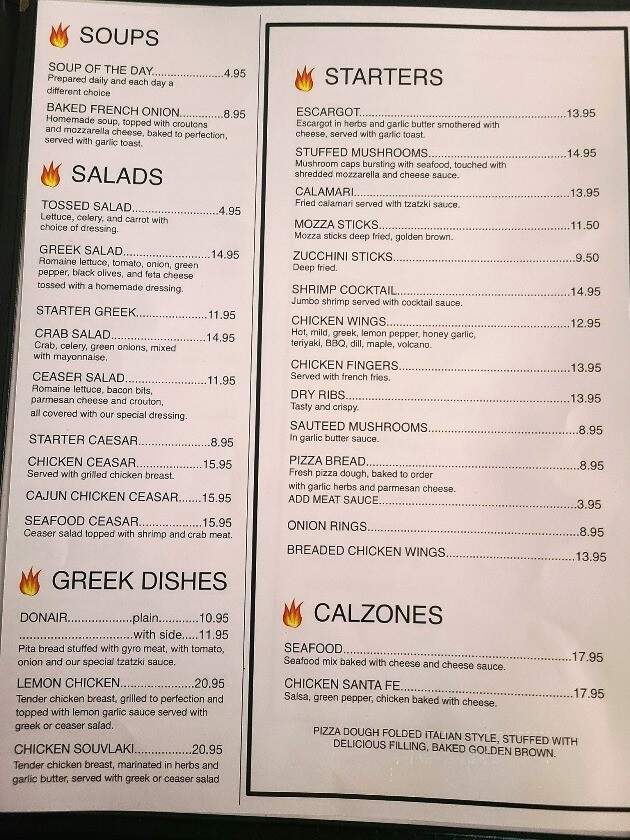 SOUPS
SOUP OF THE DAY......................4.95
Prepared daily and each day a
different choice
BAKED FRENCH ONION............8.95
Homemade soup, topped with croutons
and mozzarella cheese, baked to perfection,
served with garlic toast.
SALADS
TOSSED SALAD........................4.95
Lettuce, celery, and carrot with
choice of dressing.
GREEK SALAD........................14.95
Romaine lettuce, tomato, onion, green
pepper, black olives, and feta cheese
tossed with a homemade dressing.
STARTER GREEK....................11.95
CRAB SALAD..........................14.95
Crab, celery, green onions, mixed
with mayonnaise.
CEASER SALAD.......................11.95
Romaine lettuce, bacon bits,
parmesan cheese and crouton,
all covered with our special dressing.
STARTER CAESAR....................8.95
CHICKEN CEASAR..................15.95
Served with grilled chicken breast.
CAJUN CHICKEN CEASAR.......15.95
SEAFOOD CEASAR..................15.95
Ceaser salad topped with shrimp and crab meat.
GREEK DISHES
DONAIR...................plain............10.95
.................................with side.....11.95
Pita bread stuffed with gyro meat, with tomato,
onion and our special tzatzki sauce.
LEMON CHICKEN......................20.95
Tender chicken breast, grilled to perfection and
topped with lemon garlic sauce served with
greek or ceaser salad.
CHICKEN SOUVLAKI.................20.95
Tender chicken breast, marinated in herbs and
garlic butter, served with greek or ceaser salad
STARTERS
ESCARGOT..............................................................13.95
Escargot in herbs and garlic butter smothered with
cheese, served with garlic toast.
STUFFED MUSHROOMS..........................................14.95
Mushroom caps bursting with seafood, touched with
shredded mozzarella and cheese sauce.
CALAMARI................................................................13.95
Fried calamari served with tzatzki sauce.
MOZZA STICKS.........................................................11.50
Mozza sticks deep fried, golden brown.
ZUCCHINI STICKS......................................................9.50
Deep fried.
SHRIMP COCKTAIL....................................................14.95
Jumbo shrimp served with cocktail sauce.
CHICKEN WINGS.......................................................12.95
Hot, mild, greek, lemon pepper, honey garlic,
teriyaki, BBQ, dill, maple, volcano.
CHICKEN FINGERS....................................................13.95
Served with french fries.
DRY RIBS...................................................................13.95
Tasty and crispy.
SAUTEED MUSHROOMS.............................................8.95
In garlic butter sauce.
PIZZA BREAD................................................................8.95
Fresh pizza dough, baked to order
with garlic herbs and parmesan cheese.
ADD MEAT SAUCE..........................................................3.95
ONION RINGS...............................................................8.95
BREADED CHICKEN WINGS........................................13.95
CALZONES
SEAFOOD.....................................................................17.95
Seafood mix baked with cheese and cheese sauce.
CHICKEN SANTA FE.....................................................17.95
Salsa, green pepper, chicken baked with cheese.
PIZZA DOUGH FOLDED ITALIAN STYLE, STUFFED WITH
DELICIOUS FILLING, BAKED GOLDEN BROWN.